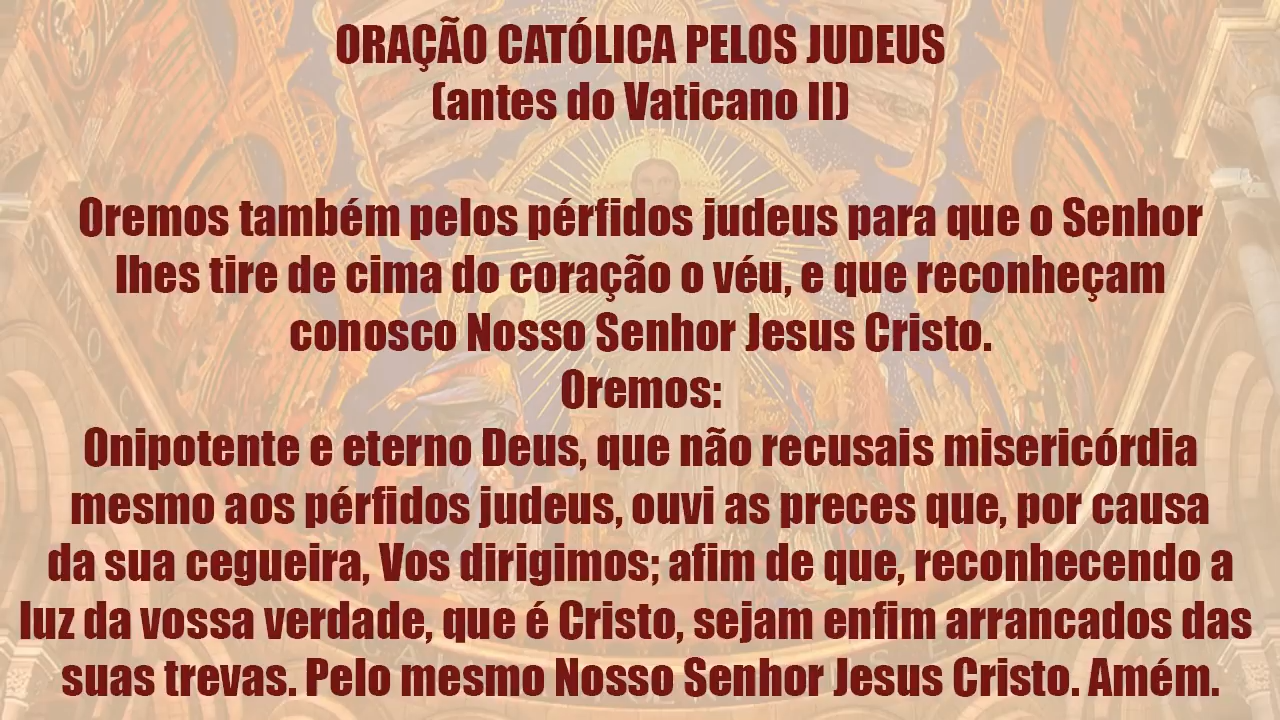 ORAÇÃO CATÓLICA PELOS JUDEUS
(antes do Vaticano II)
Oremos também pelos pérfidos judeus para que o Senhor
lhes tire de cima do coração o véu, e que reconheçam
conosco Nosso Senhor Jesus Cristo.
Oremos:
Onipotente e eterno Deus, que não recusais misericórdia
mesmo aos pérfidos judeus, ouvi as preces que, por causa
da sua cegueira, Vos dirigimos; afim de que, reconhecendo a
luz da vossa verdade, que é Cristo, sejam enfim arrancados das
suas trevas. Pelo mesmo Nosso Senhor Jesus Cristo. Amém.